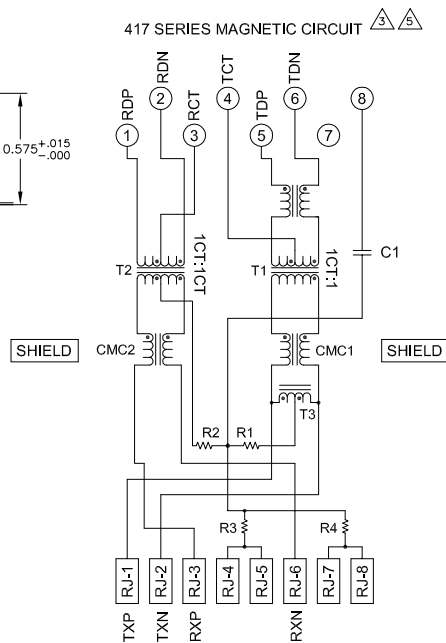 417 SERIES MAGNETIC CIRCUIT 3 5
0.575 +.015 -.000
RDP
RDN
RCT
TCT
TDP
TDN
1
2
3
4
5
6
7
8
C1
T2
1CT:1CT
T1
1CT:1
SHIELD
CMC2
CMC1
SHIELD
T3
R2
R1
R3
R4
RJ-1
RJ-2
RJ-3
RJ-4
RJ-5
RJ-6
RJ-7
RJ-8
TXP
TXN
RXP
RXN